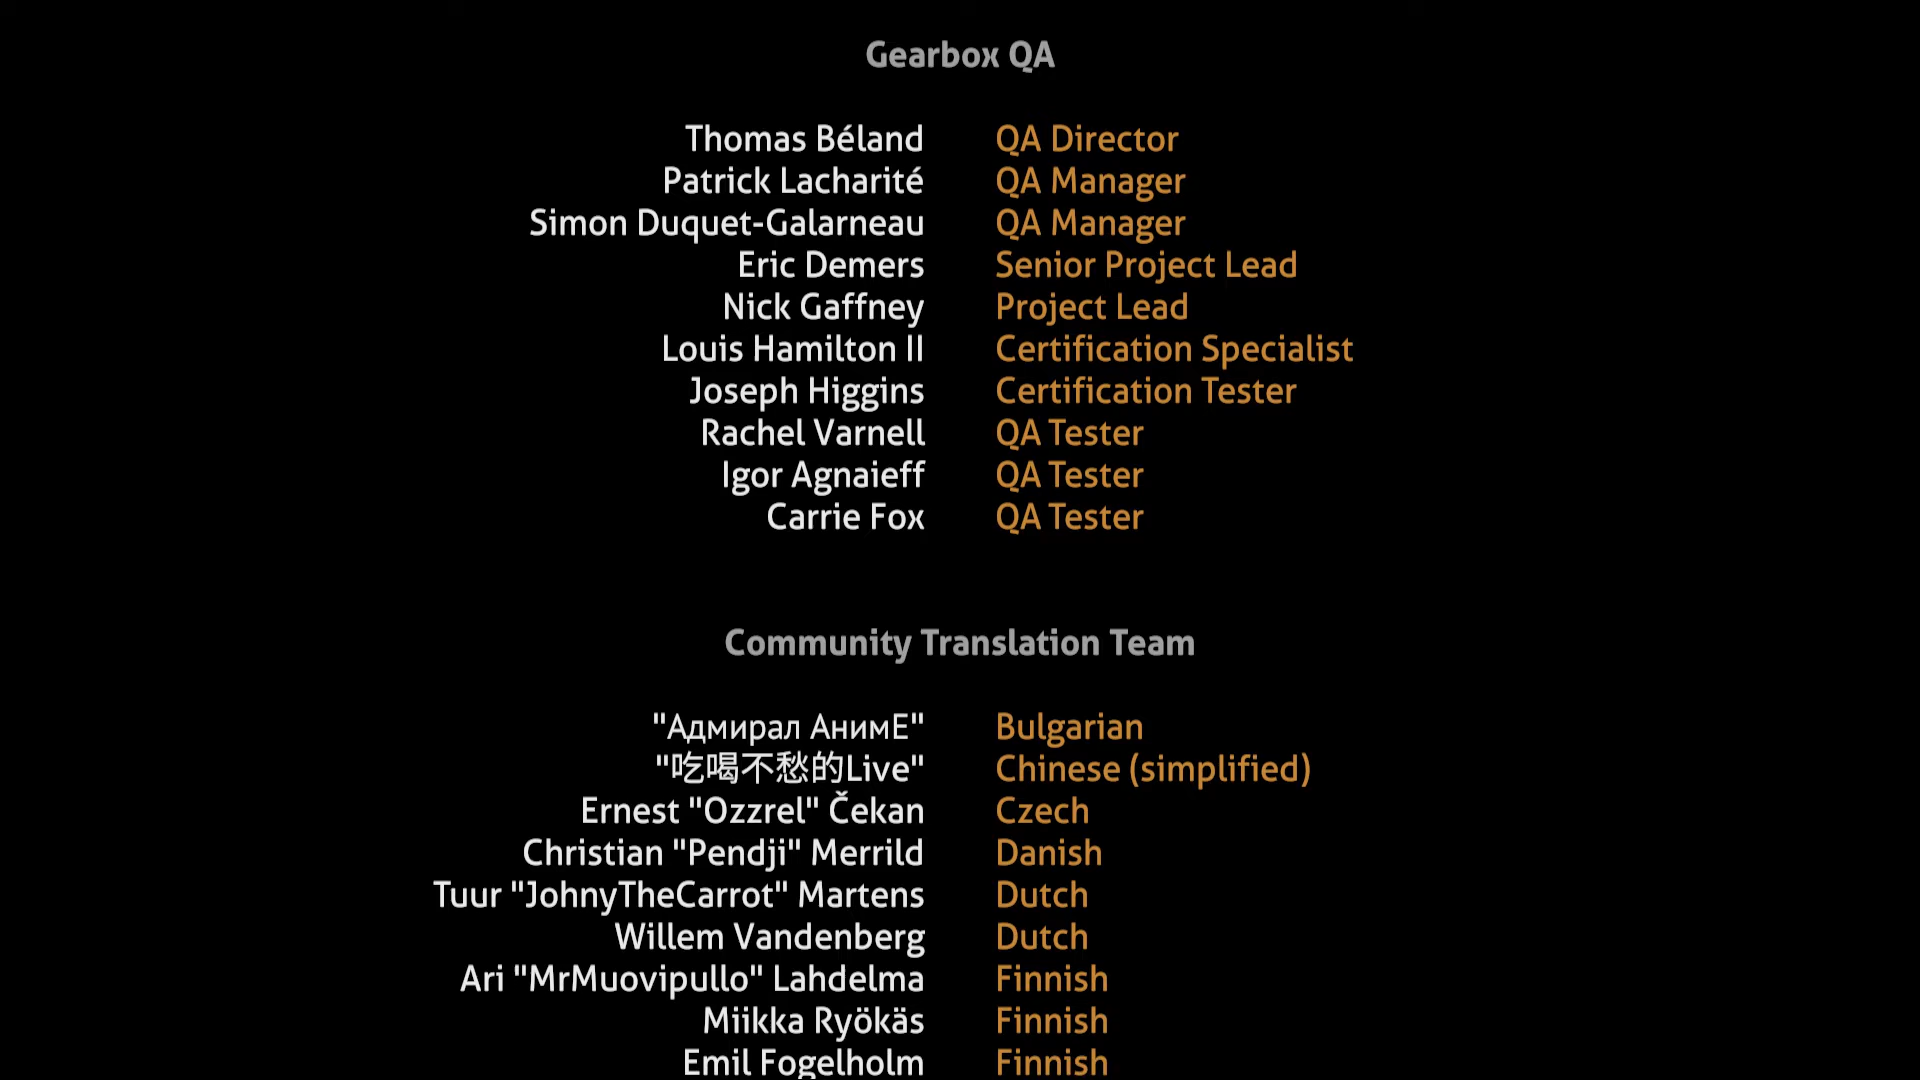 Gearbox QA
Thomas Béland QA Director
Patrick Lacharité QA Manager
Simon Duquet-Galarneau QA Manager
Eric Demers Senior Project Lead
Nick Gaffney Project Lead
Louis Hamilton II Certification Specialist
Joseph Higgins Certification Tester
Rachel Varnell QA Tester
Igor Agnaieff QA Tester
Carrie Fox QA Tester
Community Translation Team
"Адмирал АнимЕ" Bulgarian
"吃喝不愁的Live" Chinese (simplified)
Ernest "Ozzrel" Čekan Czech
Christian "Pendji" Merrild Danish
Tuur "JohnyTheCarrot" Martens Dutch
Willem Vandenberg Dutch
Ari "MrMuovipullo" Lahdelma Finnish
Miikka Ryökäs Finnish
Emil Fogelholm Finnish